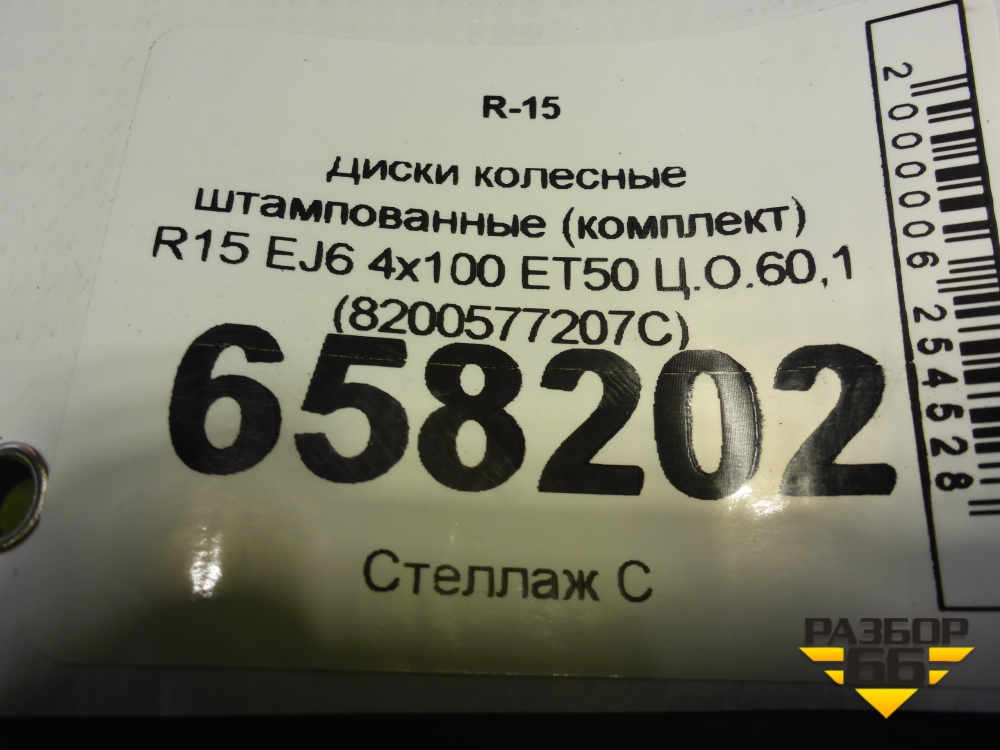 R-15
Диски колесные
штампованные (комплект)
R15 EJ6 4x100 ET50 Ц.О.60,1
(8200577207C)
658202
Стеллаж С
2000006254528
РАЗБОР
66